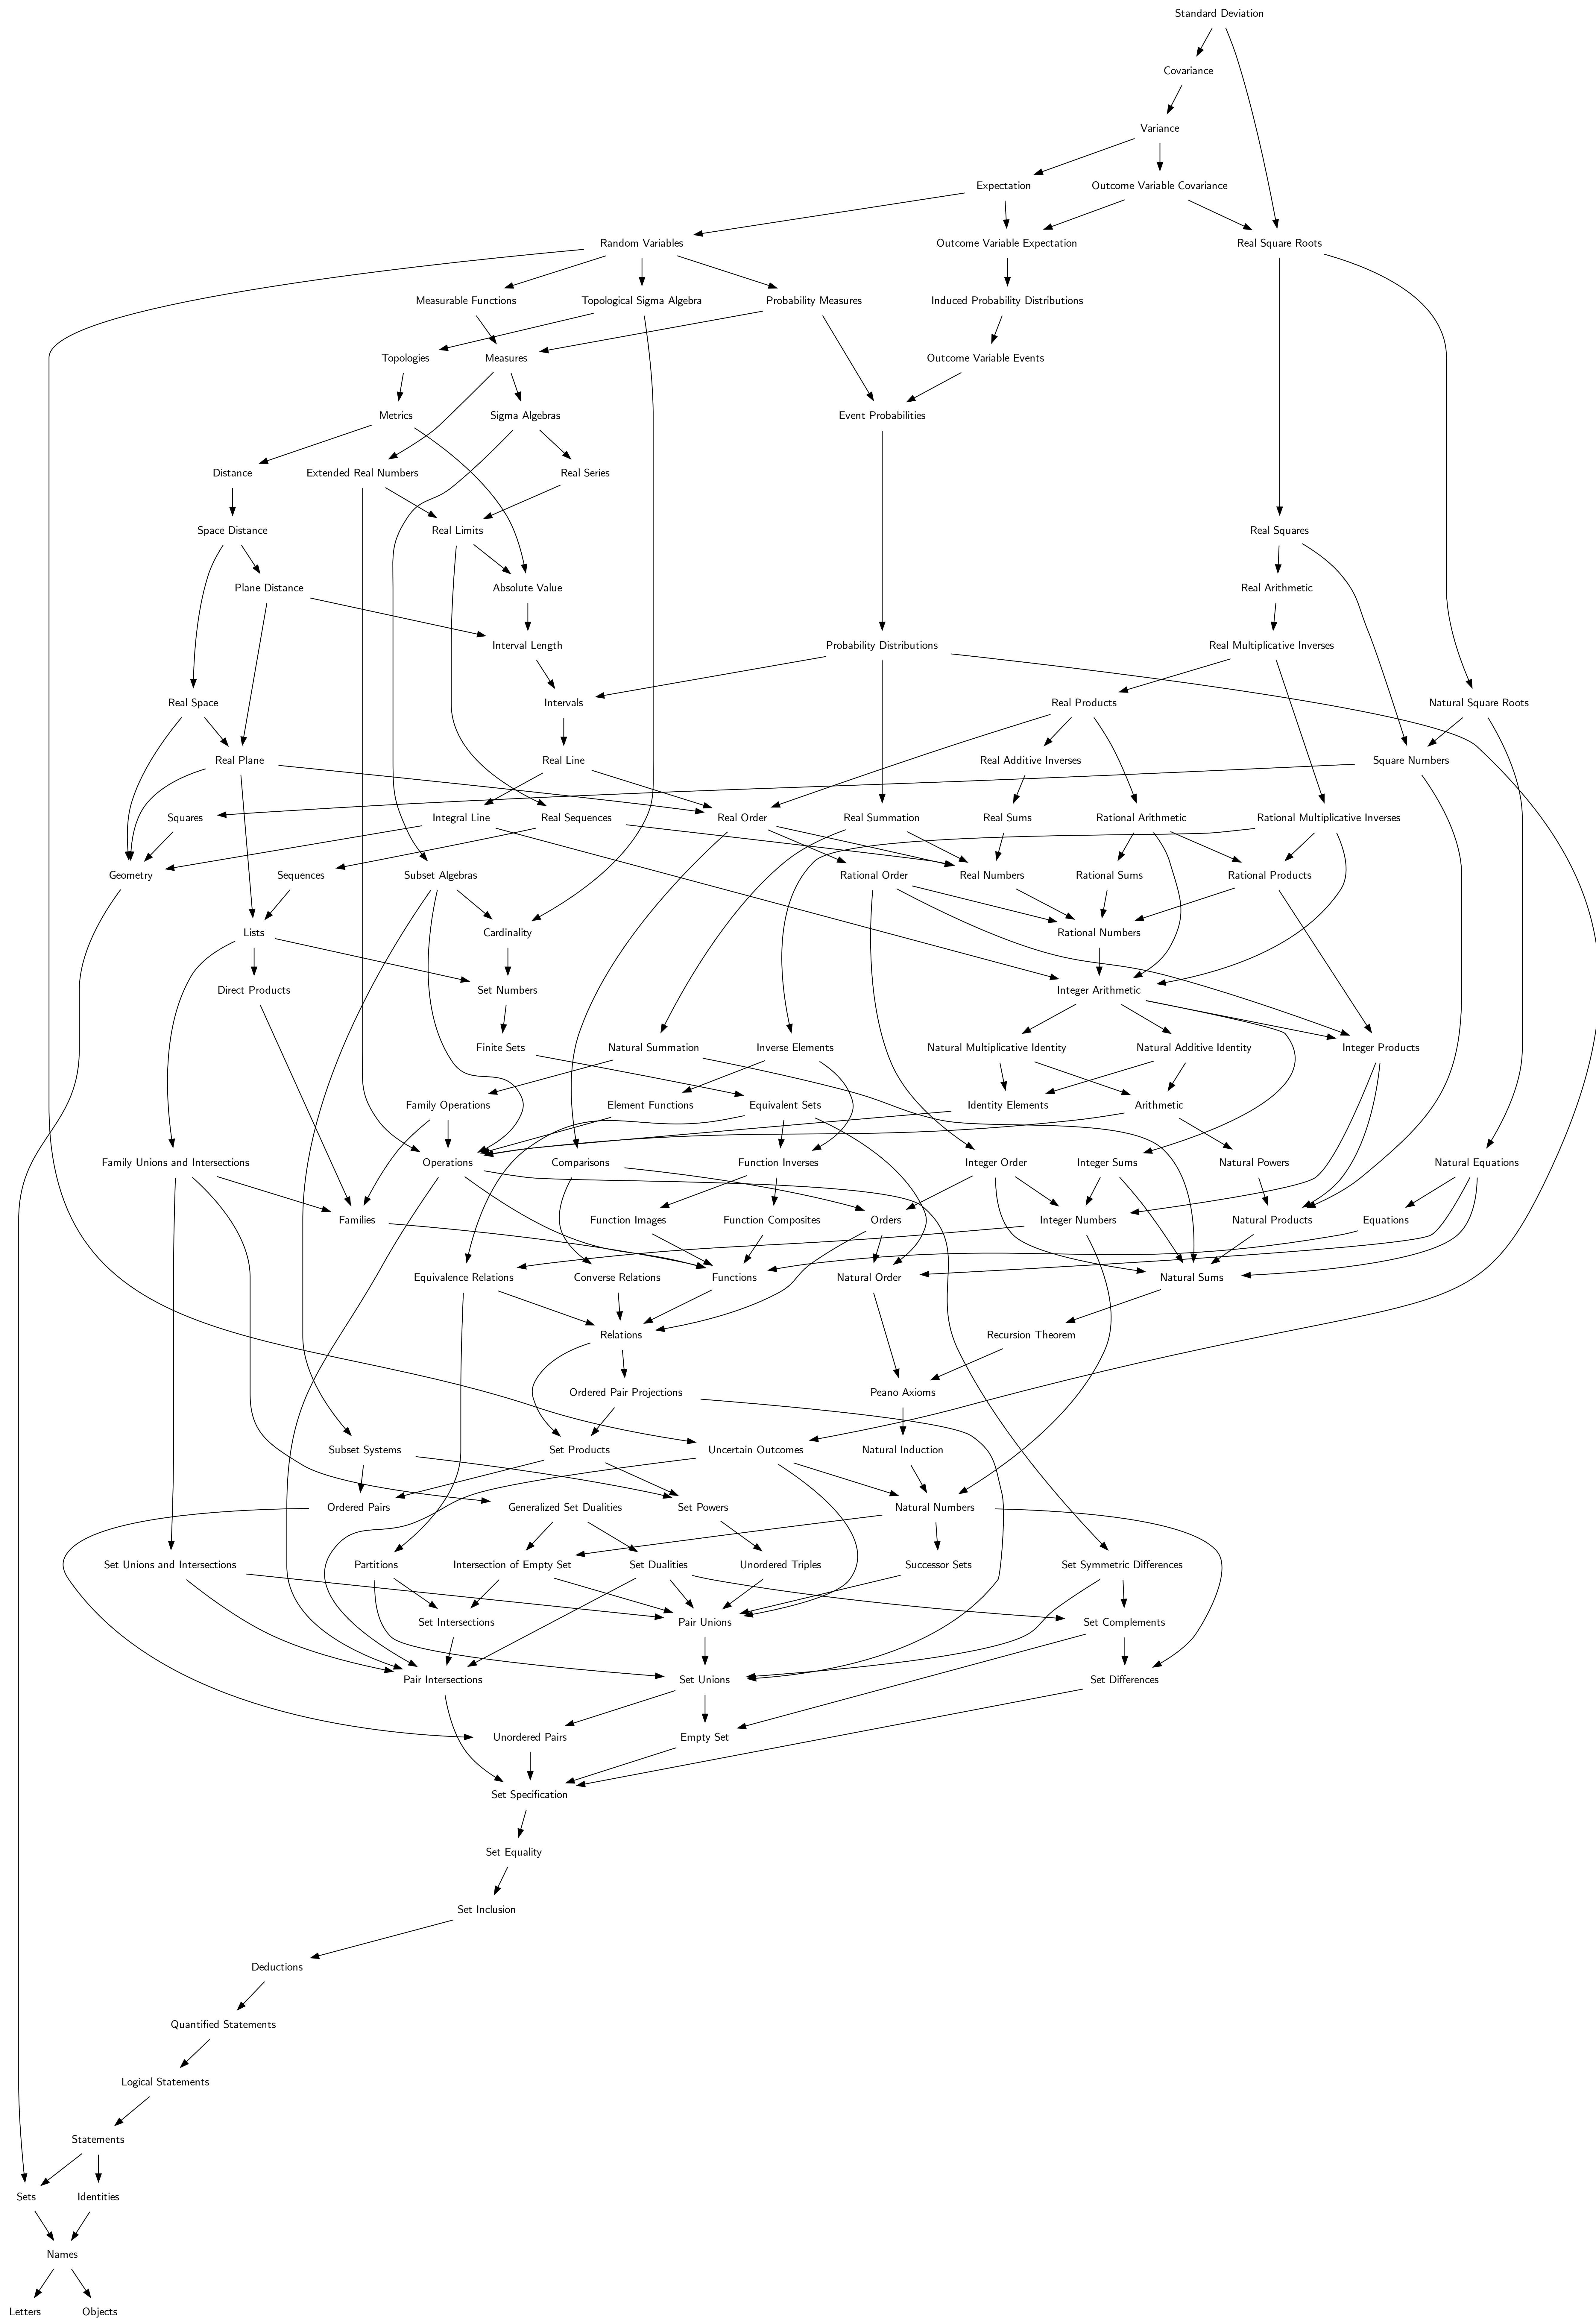 Standard Deviation
Covariance
Variance
Expectation
Outcome Variable Covariance
Random Variables
Outcome Variable Expectation
Real Square Roots
Measurable Functions
Topological Sigma Algebra
Probability Measures
Induced Probability Distributions
Topologies
Measures
Outcome Variable Events
Metrics
Sigma Algebras
Event Probabilities
Distance
Extended Real Numbers
Real Series
Space Distance
Real Limits
Real Squares
Plane Distance
Absolute Value
Real Arithmetic
Interval Length
Probability Distributions
Real Multiplicative Inverses
Real Space
Intervals
Real Products
Natural Square Roots
Real Plane
Real Line
Real Additive Inverses
Square Numbers
Squares
Integral Line
Real Sequences
Real Order
Real Summation
Real Sums
Rational Arithmetic
Rational Multiplicative Inverses
Geometry
Sequences
Subset Algebras
Rational Order
Real Numbers
Rational Sums
Rational Products
Lists
Cardinality
Rational Numbers
Direct Products
Set Numbers
Integer Arithmetic
Finite Sets
Natural Summation
Inverse Elements
Natural Multiplicative Identity
Natural Additive Identity
Integer Products
Family Operations
Element Functions
Equivalent Sets
Identity Elements
Arithmetic
Family Unions and Intersections
Operations
Comparisons
Function Inverses
Integer Order
Integer Sums
Natural Powers
Natural Equations
Families
Function Images
Function Composites
Orders
Integer Numbers
Natural Products
Equations
Equivalence Relations
Converse Relations
Functions
Natural Order
Natural Sums
Relations
Recursion Theorem
Ordered Pair Projections
Peano Axioms
Subset Systems
Set Products
Uncertain Outcomes
Natural Induction
Ordered Pairs
Generalized Set Dualities
Set Powers
Natural Numbers
Set Unions and Intersections
Partitions
Intersection of Empty Set
Set Dualities
Unordered Triples
Successor Sets
Set Symmetric Differences
Set Intersections
Pair Unions
Set Complements
Pair Intersections
Set Unions
Set Differences
Unordered Pairs
Empty Set
Set Specification
Set Equality
Set Inclusion
Deductions
Quantified Statements
Logical Statements
Statements
Sets
Identities
Names
Letters
Objects